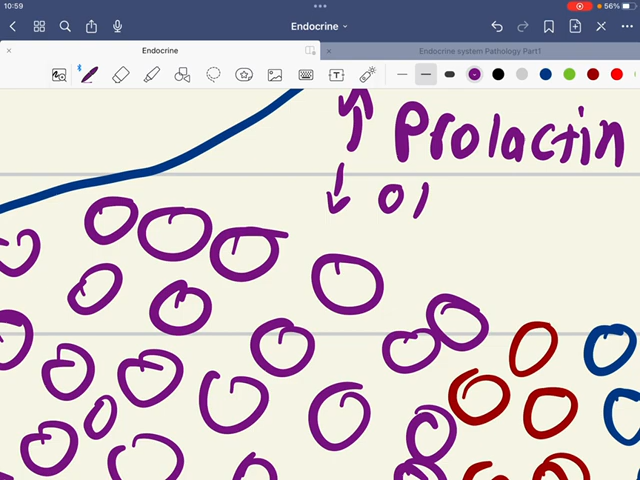 10:59
56%
Endocrine
Endocrine
Endocrine system Pathology Part1
T
Prolactin